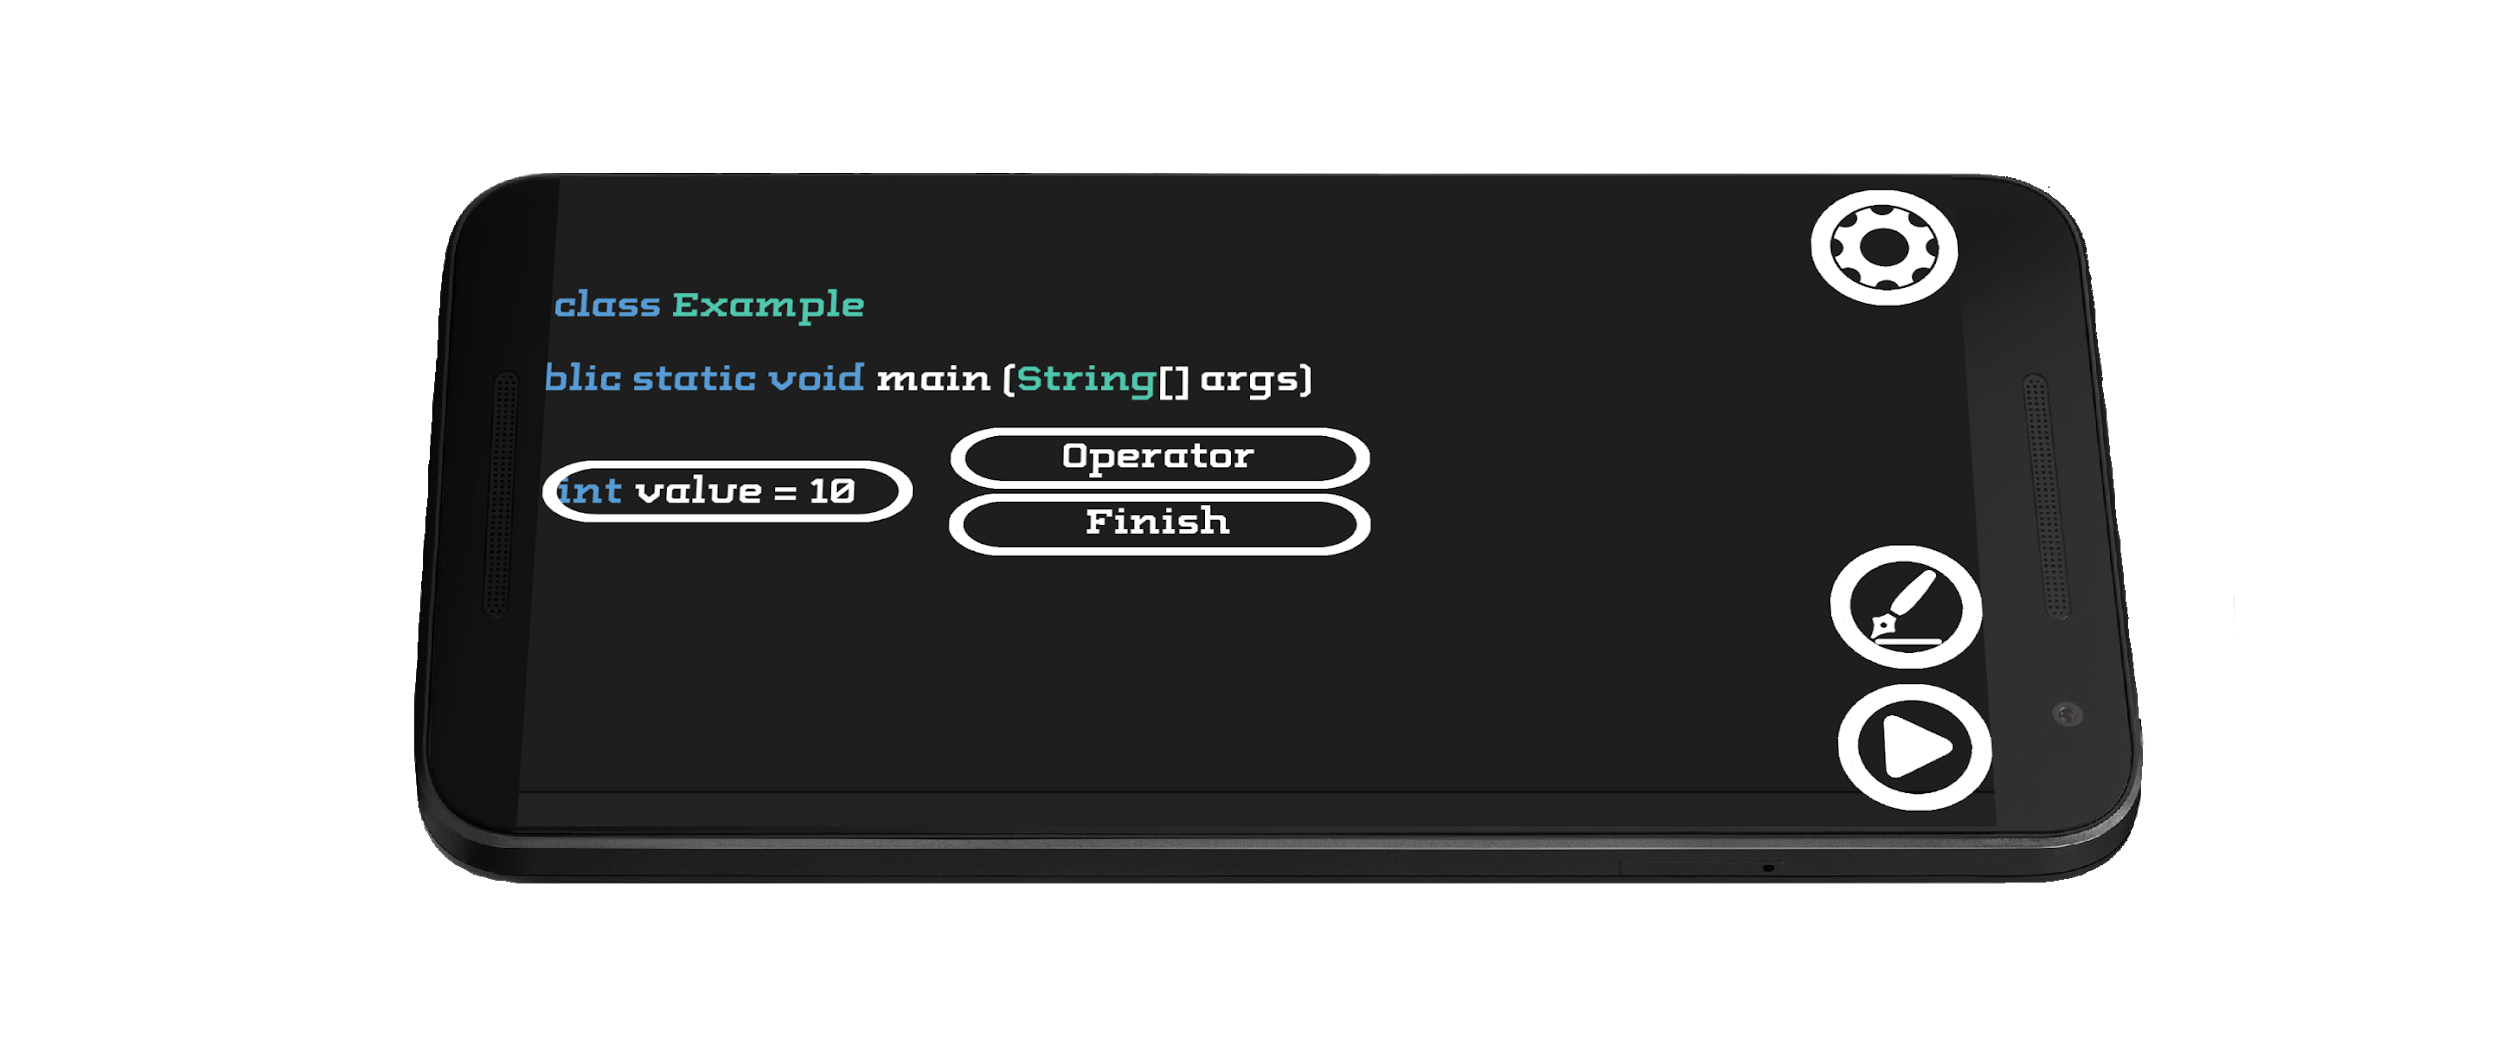 class Example
blic static void main (String[] args)
int value = 10
Operator
Finish